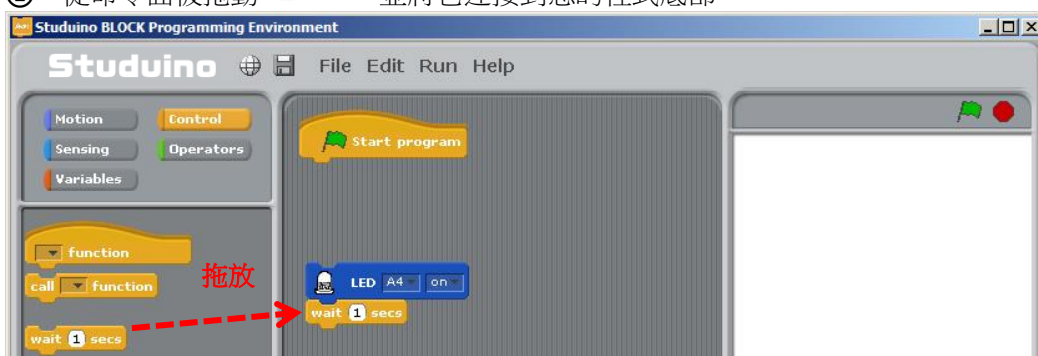 Studuino BLOCK Programming Environment
Studuino File Edit Run Help
Motion Control
Sensing Operators
Variables
Start program
function
call function
拖放
LED A4 on
wait 1 secs
wait 1 secs